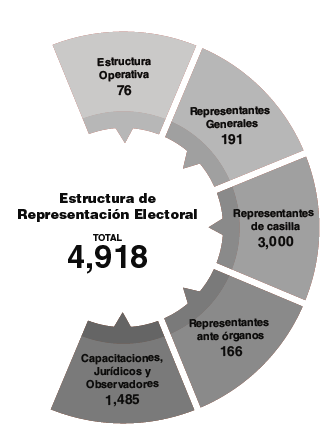 Estructura
Operativa
76
Representantes
Generales
191
Estructura de
Representación Electoral
TOTAL
4,918
Representantes
de casilla
3,000
Representantes
ante órganos
166
Capacitaciones,
Jurídicos y
Observadores
1,485